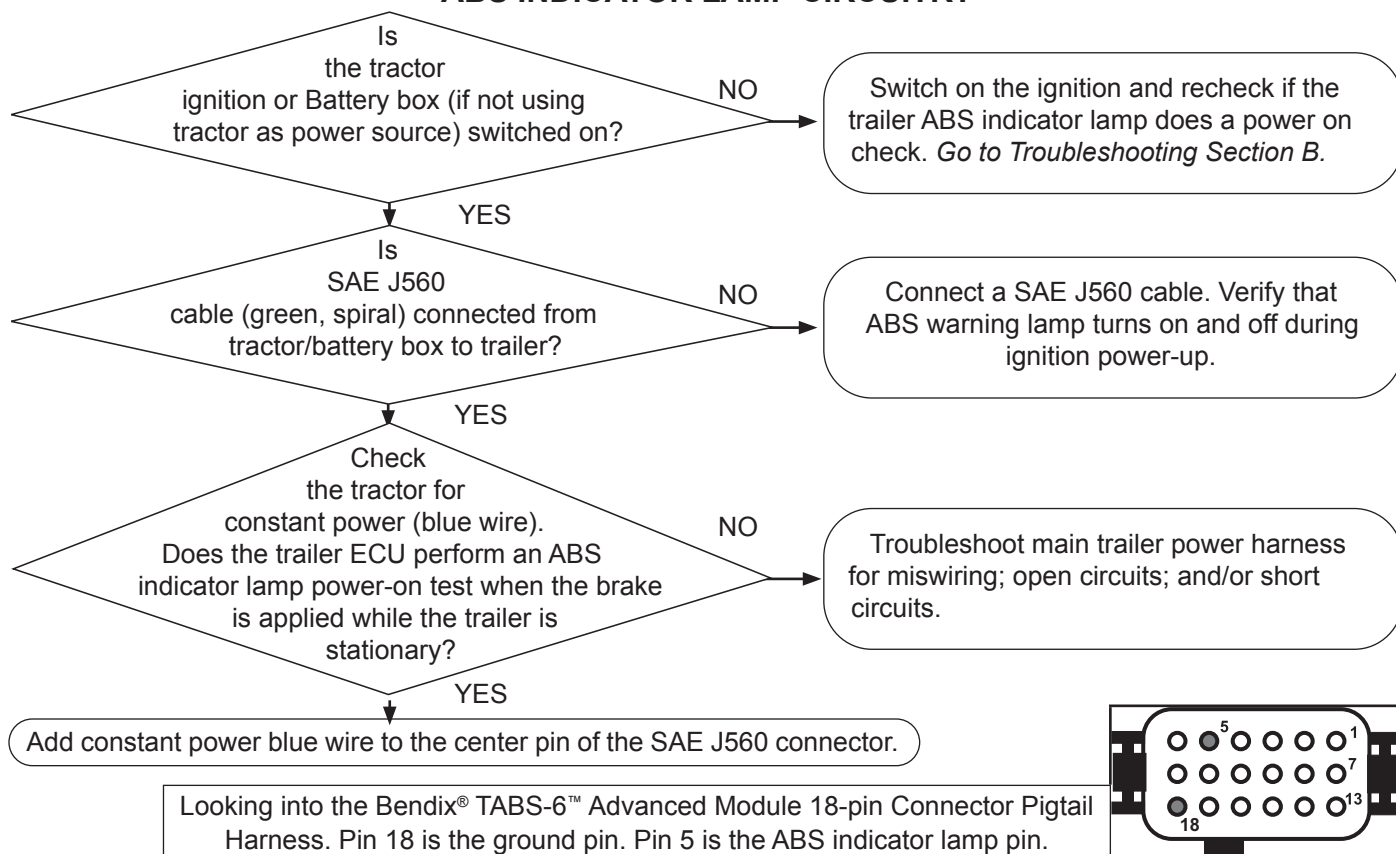 ABS INDICATOR LAMP CIRCUITRY
Is
the tractor
ignition or Battery box (if not using
tractor as power source) switched on?
NO
Switch on the ignition and recheck if the
trailer ABS indicator lamp does a power on
check. Go to Troubleshooting Section B.
YES
Is
SAE J560
cable (green, spiral) connected from
tractor/battery box to trailer?
NO
Connect a SAE J560 cable. Verify that
ABS warning lamp turns on and off during
ignition power-up.
YES
Check
the tractor for
constant power (blue wire).
Does the trailer ECU perform an ABS
indicator lamp power-on test when the brake
is applied while the trailer is
stationary?
NO
Troubleshoot main trailer power harness
for miswiring; open circuits; and/or short
circuits.
YES
Add constant power blue wire to the center pin of the SAE J560 connector.
5
1
7
13
18
Looking into the Bendix® TABS-6™ Advanced Module 18-pin Connector Pigtail
Harness. Pin 18 is the ground pin. Pin 5 is the ABS indicator lamp pin.